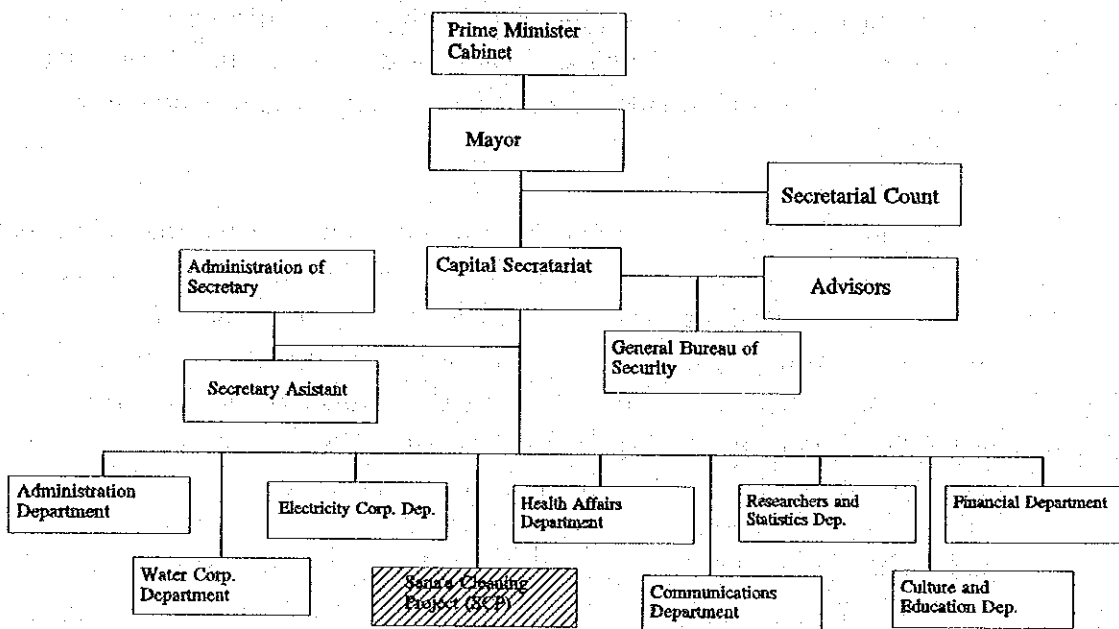 Prime Mimister
Cabinet
Mayor
Secretarial Count
Administration of
Secretary
Capital Secratariat
Advisors
General Bureau of
Security
Secretary Asistant
Administration
Department
Electricity Corp. Dep.
Health Affairs
Department
Researchers and
Statistics Dep.
Financial Department
Water Corp.
Department
Sana'a Cleaning
Project (SCP)
Communications
Department
Culture and
Education Dep.